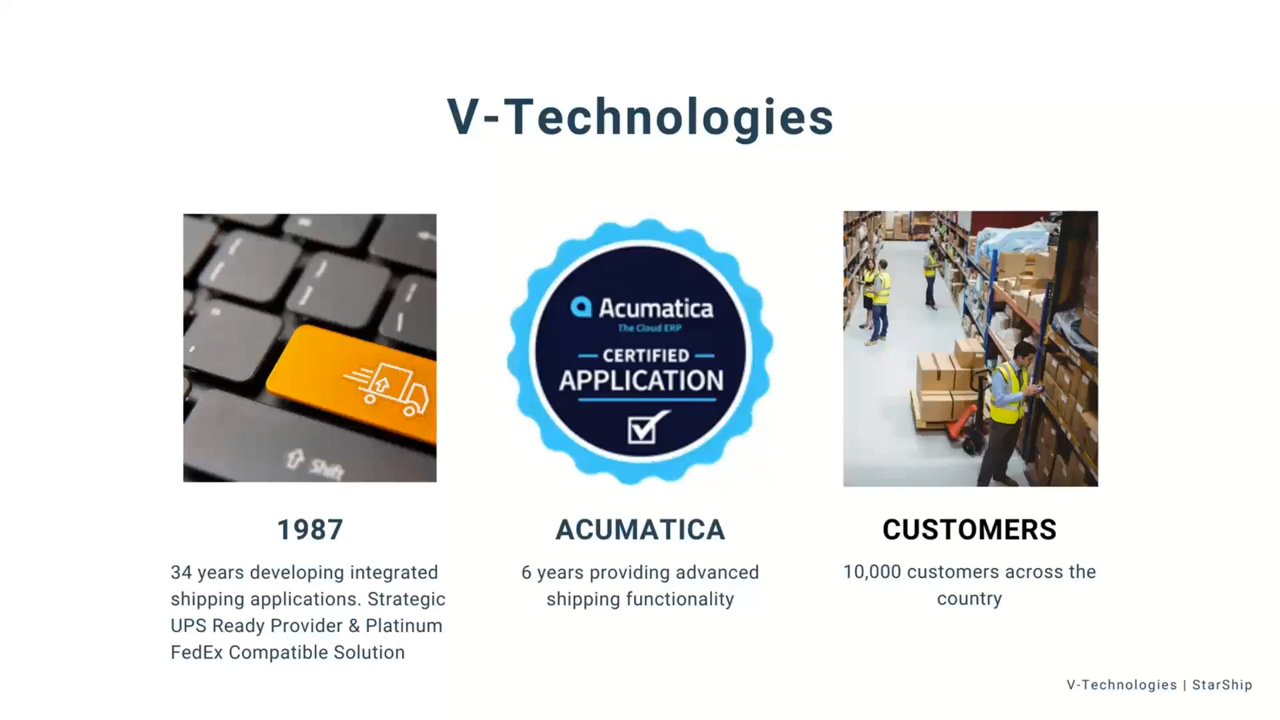 V-Technologies
Shift
Acumatica
The Cloud ERP
CERTIFIED
APPLICATION
1987
34 years developing integrated
shipping applications. Strategic
UPS Ready Provider & Platinum
FedEx Compatible Solution
ACUMATICA
6 years providing advanced
shipping functionality
CUSTOMERS
10,000 customers across the
country
V-Technologies | StarShip